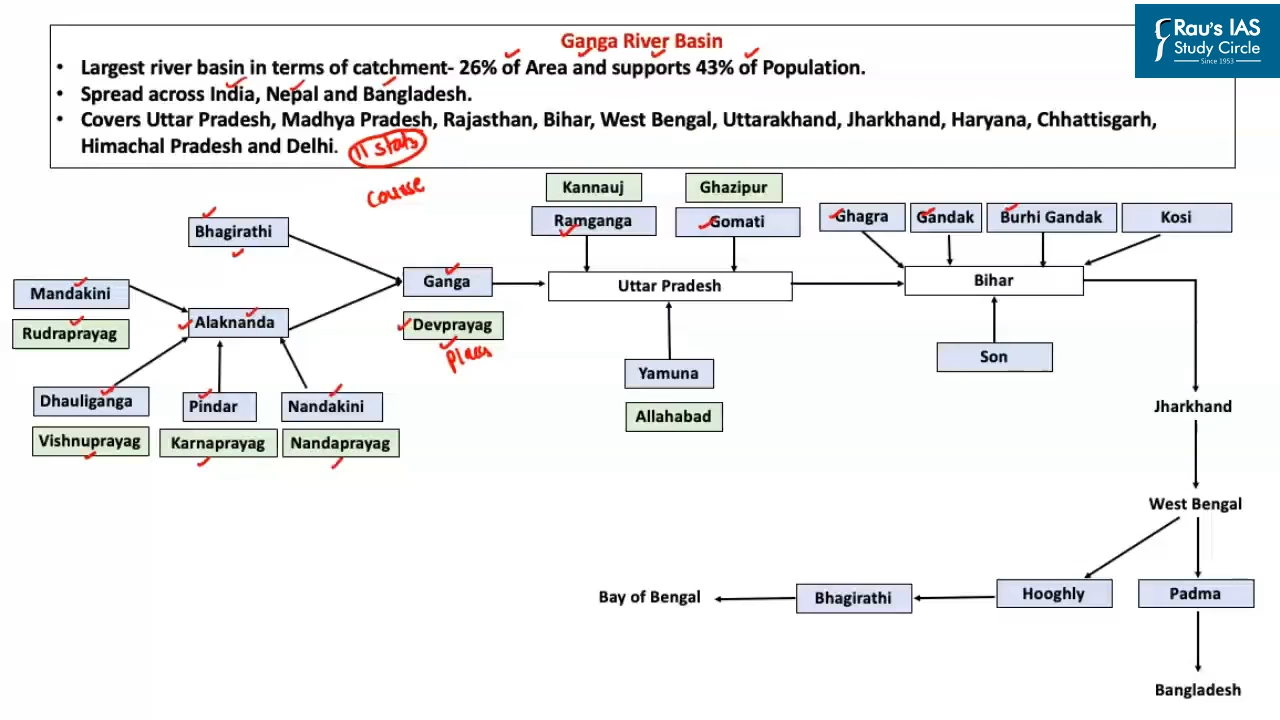 Rau's IAS
Study Circle
Since 1953
Ganga River Basin
• Largest river basin in terms of catchment- 26% of Area and supports 43% of Population.
• Spread across India, Nepal and Bangladesh.
• Covers Uttar Pradesh, Madhya Pradesh, Rajasthan, Bihar, West Bengal, Uttarakhand, Jharkhand, Haryana, Chhattisgarh,
Himachal Pradesh and Delhi. 11 stats
course
Kannauj
Ghazipur
Bhagirathi
Ramganga
Gomati
Ghagra
Gandak
Burhi Gandak
Kosi
Mandakini
Rudraprayag
Alaknanda
Ganga
Devprayag
Places
Uttar Pradesh
Bihar
Dhauliganga
Vishnuprayag
Pindar
Karnaprayag
Nandakini
Nandaprayag
Yamuna
Allahabad
Son
Jharkhand
West Bengal
Bay of Bengal
Bhagirathi
Hooghly
Padma
Bangladesh